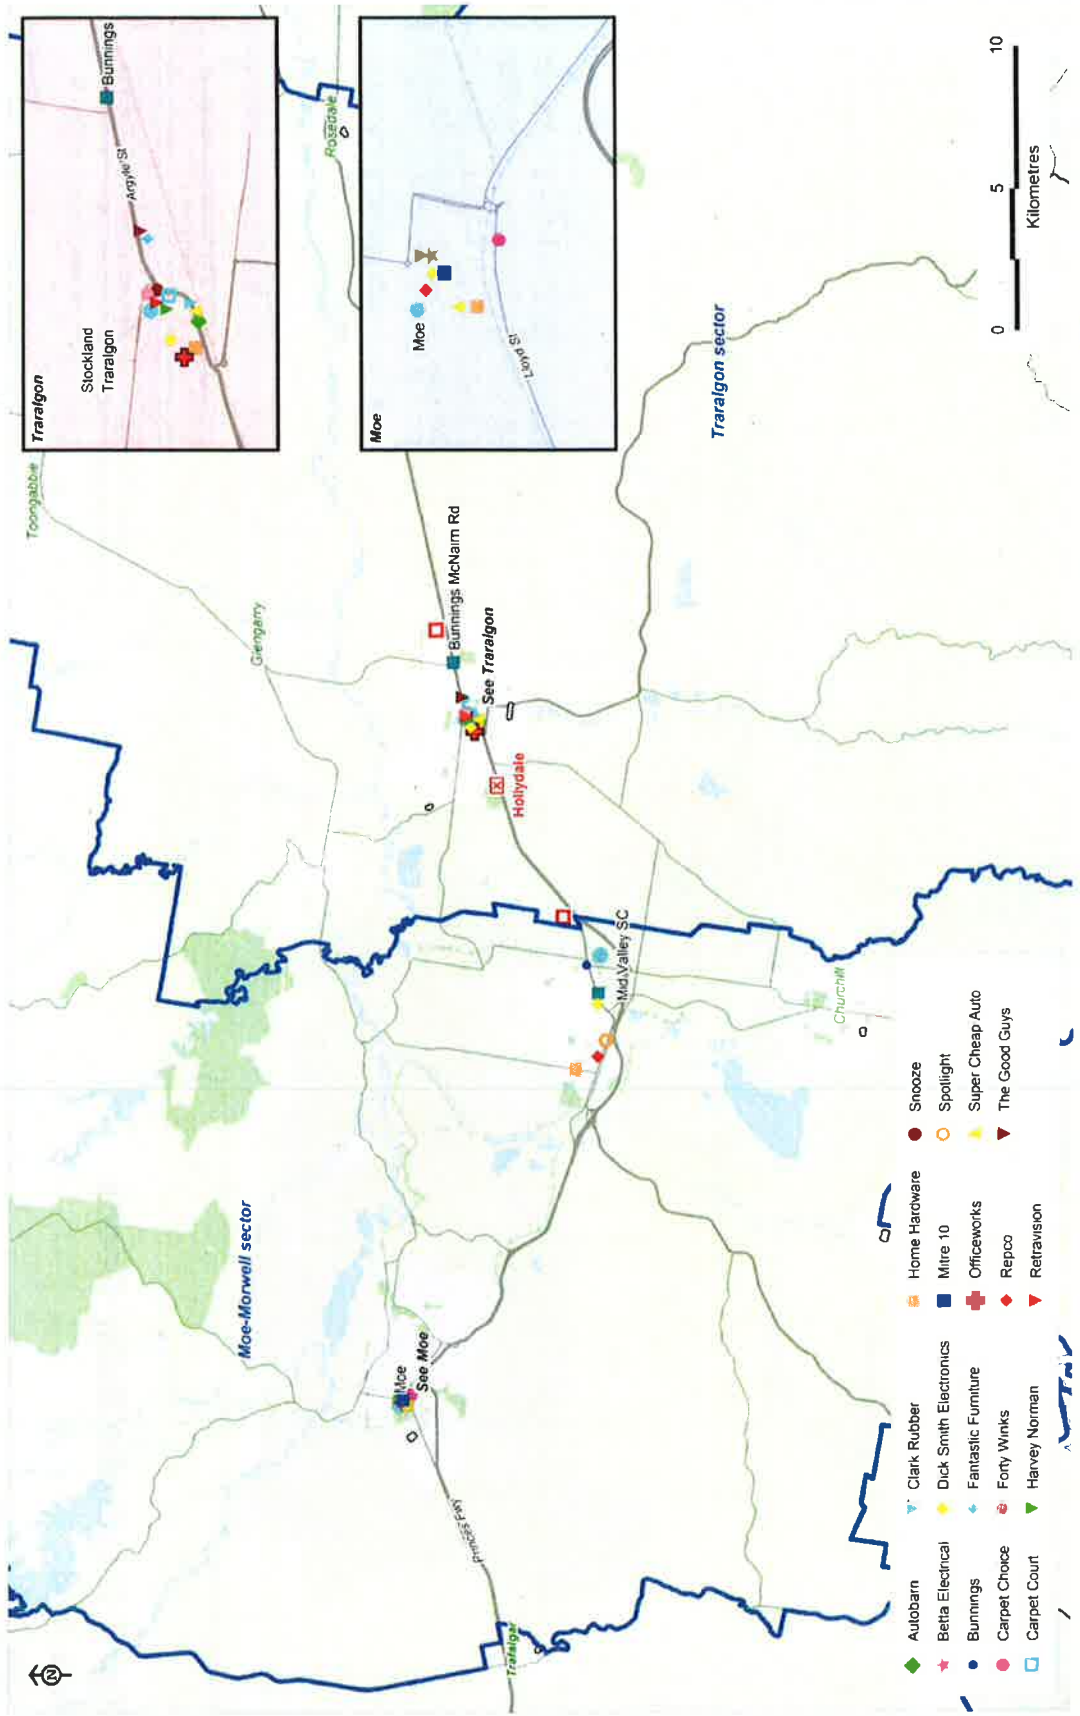 Traralgon
Stockland
Traralgon
Argyle St
Bunnings
Moe
Moe
Lloyd St
Toongabbie
Rosedale
Glengarry
Bunnings McNairn Rd
See Traralgon
Hollydale
Traralgon sector
Moe-Morwell sector
Mid Valley SC
Churchill
Moe
See Moe
Princes Fwy
Trafalgar
N
0 5 10
Kilometres
Autobarn
Betta Electrical
Bunnings
Carpet Choice
Carpet Court
Clark Rubber
Dick Smith Electronics
Fantastic Furniture
Forty Winks
Harvey Norman
Home Hardware
Mitre 10
Officeworks
Repco
Retravision
Snooze
Spotlight
Super Cheap Auto
The Good Guys